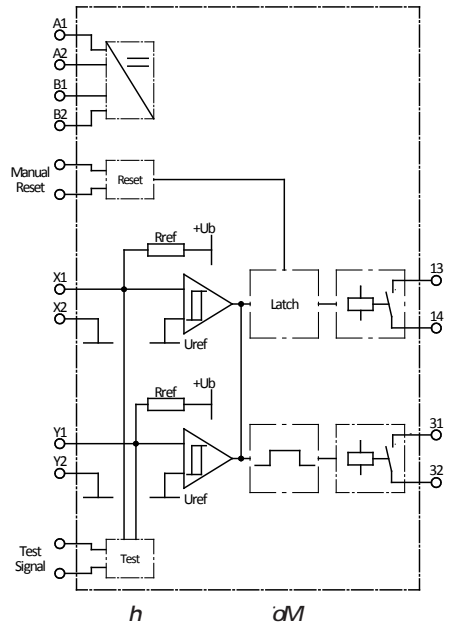 A1
A2
B1
B2
Manual
Reset
Reset
Rref
+Ub
X1
X2
Uref
Latch
13
14
Rref
+Ub
Y1
Y2
Uref
31
32
Test
Signal
Test